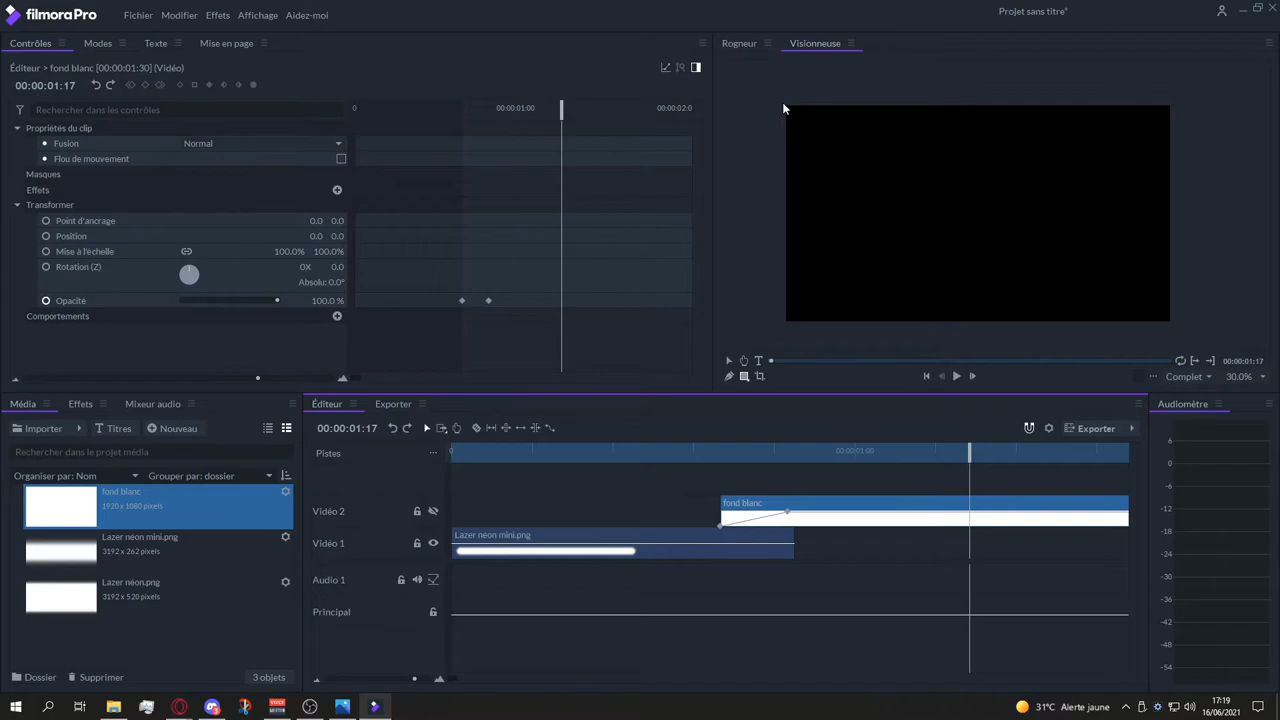 filmoraPro
Fichier Modifier Effets Affichage Aidez-moi
Projet sans titre*
Contrôles Modes Texte Mise en page
Rogneur Visionneuse
Éditeur > fond blanc [00:00:01:30] (Vidéo)
00:00:01:17
Rechercher dans les contrôles
0 00:00:01:00 00:00:02:0
Propriétés du clip
Fusion Normal
Flou de mouvement
Masques
Effets
Transformer
Point d'ancrage 0.0 0.0
Position 0.0 0.0
Mise à l'échelle 100.0% 100.0%
Rotation (Z) 0X 0.0
Absolu: 0.0°
Opacité 100.0 %
Comportements
00:00:01:17
Complet 30.0%
Média Effets Mixeur audio
Éditeur Exporter
Audiomètre
Importer Titres Nouveau
00:00:01:17
Exporter
Rechercher dans le projet média
Organiser par: Nom Grouper par: dossier
Pistes
0 00:00:01:00
fond blanc
1920 x 1080 pixels
Lazer néon mini.png
3192 x 262 pixels
Lazer néon.png
3192 x 520 pixels
Vidéo 2
fond blanc
Vidéo 1
Lazer néon mini.png
Audio 1
Principal
6
0
-6
-12
-18
-24
-30
-36
-42
-48
-54
Dossier Supprimer 3 objets
31°C Alerte jaune
17:19
16/06/2021